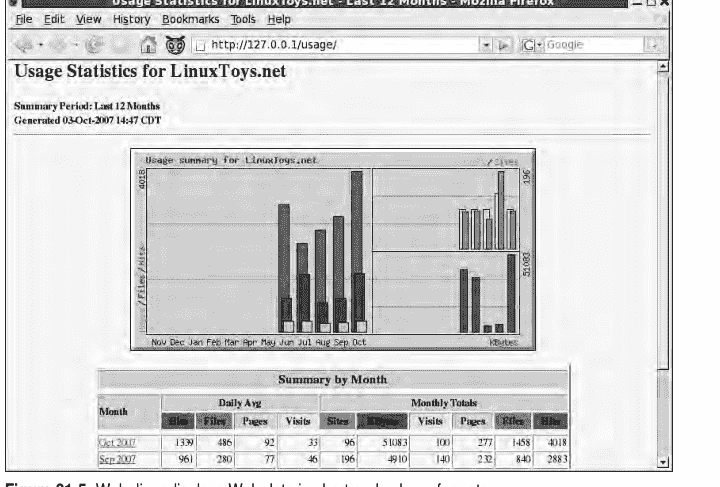 Usage Statistics for LinuxToys.net - Last 12 Months - Mozilla Firefox
File Edit View History Bookmarks Tools Help
http://127.0.0.1/usage/
Google
Usage Statistics for LinuxToys.net
Summary Period: Last 12 Months
Generated 03-Oct-2007 14:47 CDT
Usage summary for LinuxToys.net
/ Sites
4018
196
/Files/Hits
51083
Nov Dec Jan Feb Mar Apr May Jun Jul Aug Sep Oct
KBytes
Summary by Month
Month Daily Avg Monthly Totals
Hits Files Pages Visits Sites KBytes Visits Pages Files Hits
Oct 2007 1339 486 92 33 96 51083 100 277 1458 4018
Sep 2007 961 280 77 46 196 4910 140 232 840 2883